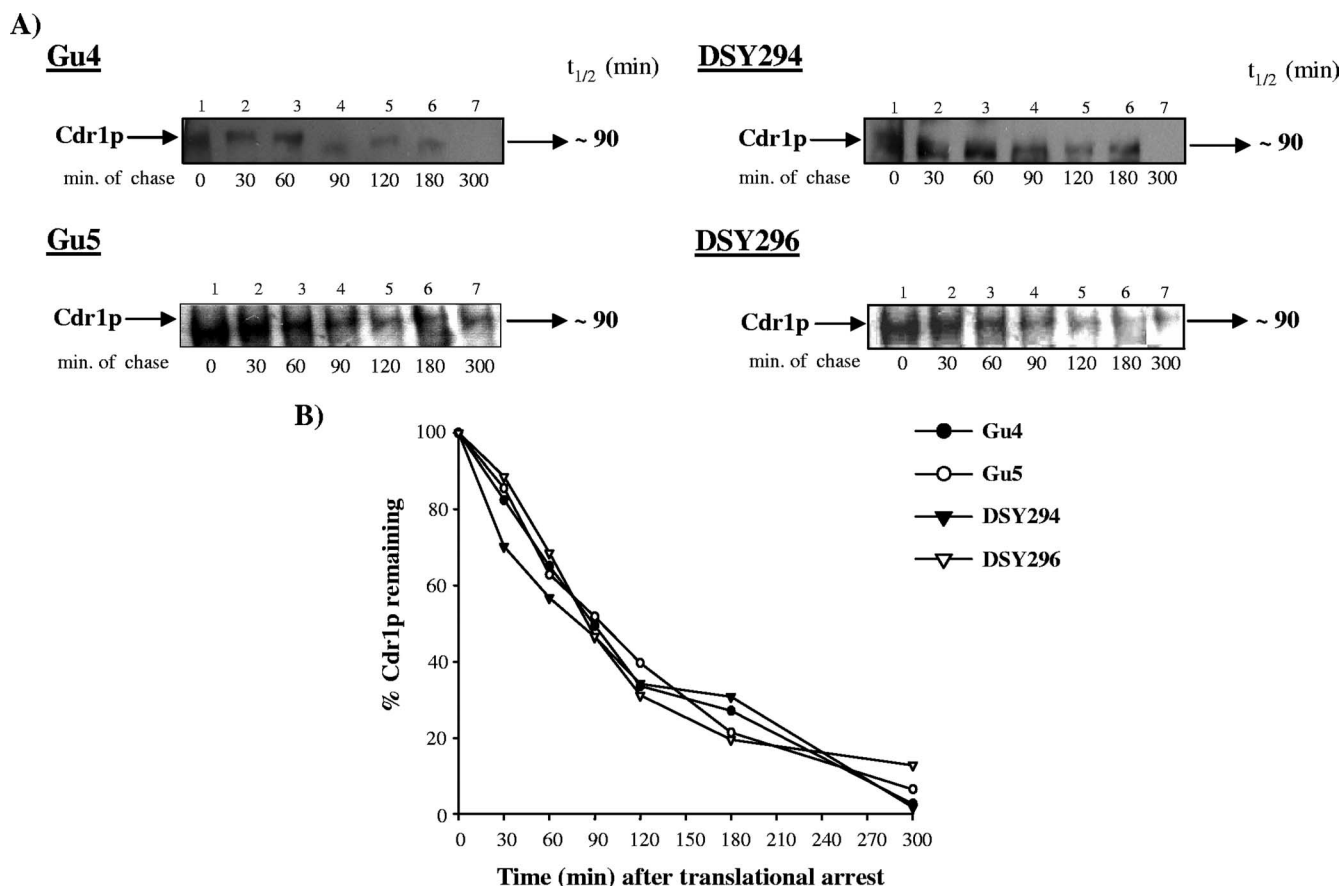 A)
Gu4
t1/2 (min)
1 2 3 4 5 6 7
Cdr1p
~ 90
min. of chase 0 30 60 90 120 180 300
DSY294
t1/2 (min)
1 2 3 4 5 6 7
Cdr1p
~ 90
min. of chase 0 30 60 90 120 180 300
Gu5
1 2 3 4 5 6 7
Cdr1p
~ 90
min. of chase 0 30 60 90 120 180 300
DSY296
1 2 3 4 5 6 7
Cdr1p
~ 90
min. of chase 0 30 60 90 120 180 300
B)
100
80
60
40
20
0
% Cdr1p remaining
0 30 60 90 120 150 180 210 240 270 300
Time (min) after translational arrest
Gu4
Gu5
DSY294
DSY296